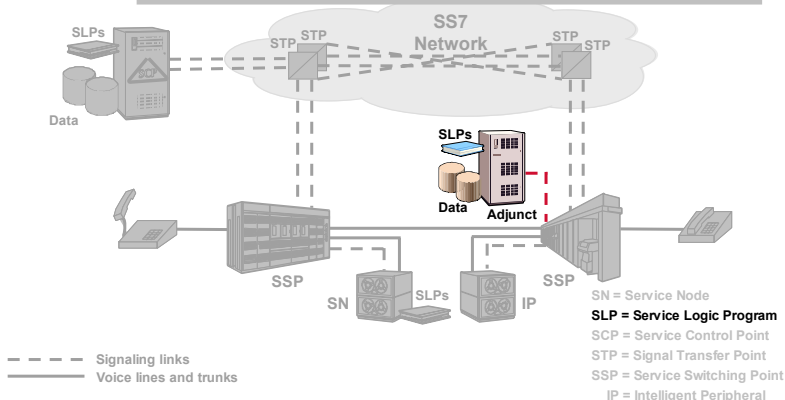 SS7
Network
SLPs
STP
STP
STP
STP
SCP
Data
SLPs
Data
Adjunct
SSP
SSP
SN
SLPs
IP
SN = Service Node
SLP = Service Logic Program
SCP = Service Control Point
STP = Signal Transfer Point
SSP = Service Switching Point
IP = Intelligent Peripheral
Signaling links
Voice lines and trunks